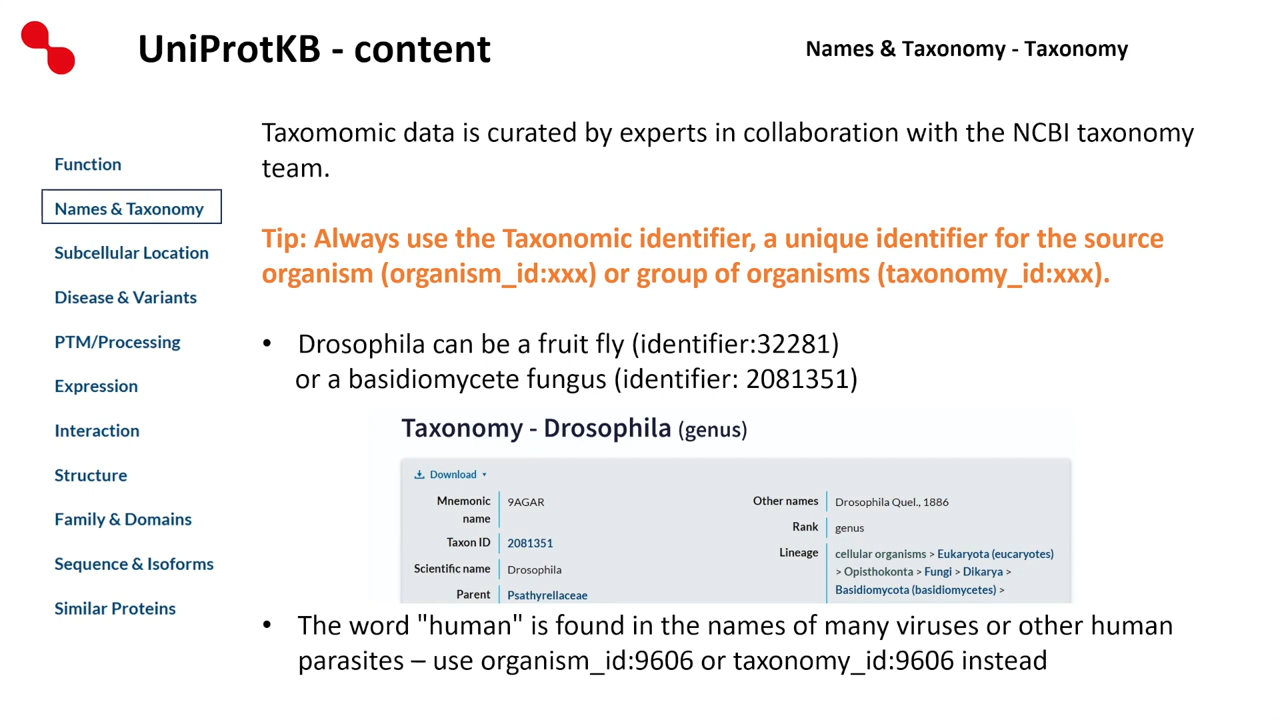 UniProtKB - content
Names & Taxonomy - Taxonomy
Function
Names & Taxonomy
Subcellular Location
Disease & Variants
PTM/Processing
Expression
Interaction
Structure
Family & Domains
Sequence & Isoforms
Similar Proteins
Taxomomic data is curated by experts in collaboration with the NCBI taxonomy
team.
Tip: Always use the Taxonomic identifier, a unique identifier for the source
organism (organism_id:xxx) or group of organisms (taxonomy_id:xxx).
• Drosophila can be a fruit fly (identifier:32281)
or a basidiomycete fungus (identifier: 2081351)
Taxonomy - Drosophila (genus)
Download
Mnemonic name 9AGAR
Taxon ID 2081351
Scientific name Drosophila
Parent Psathyrellaceae
Other names Drosophila Quel., 1886
Rank genus
Lineage cellular organisms > Eukaryota (eucaryotes)
> Opisthokonta > Fungi > Dikarya >
Basidiomycota (basidiomycetes) >
• The word "human" is found in the names of many viruses or other human
parasites – use organism_id:9606 or taxonomy_id:9606 instead